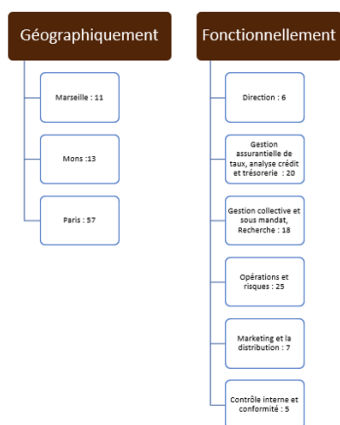 Géographiquement
Marseille : 11
Mons :13
Paris : 57
Fonctionnellement
Direction : 6
Gestion
assurantielle de
taux, analyse crédit
et trésorerie : 20
Gestion collective et
sous mandat,
Recherche : 18
Opérations et
risques : 25
Marketing et la
distribution : 7
Contrôle interne et
conformité : 5